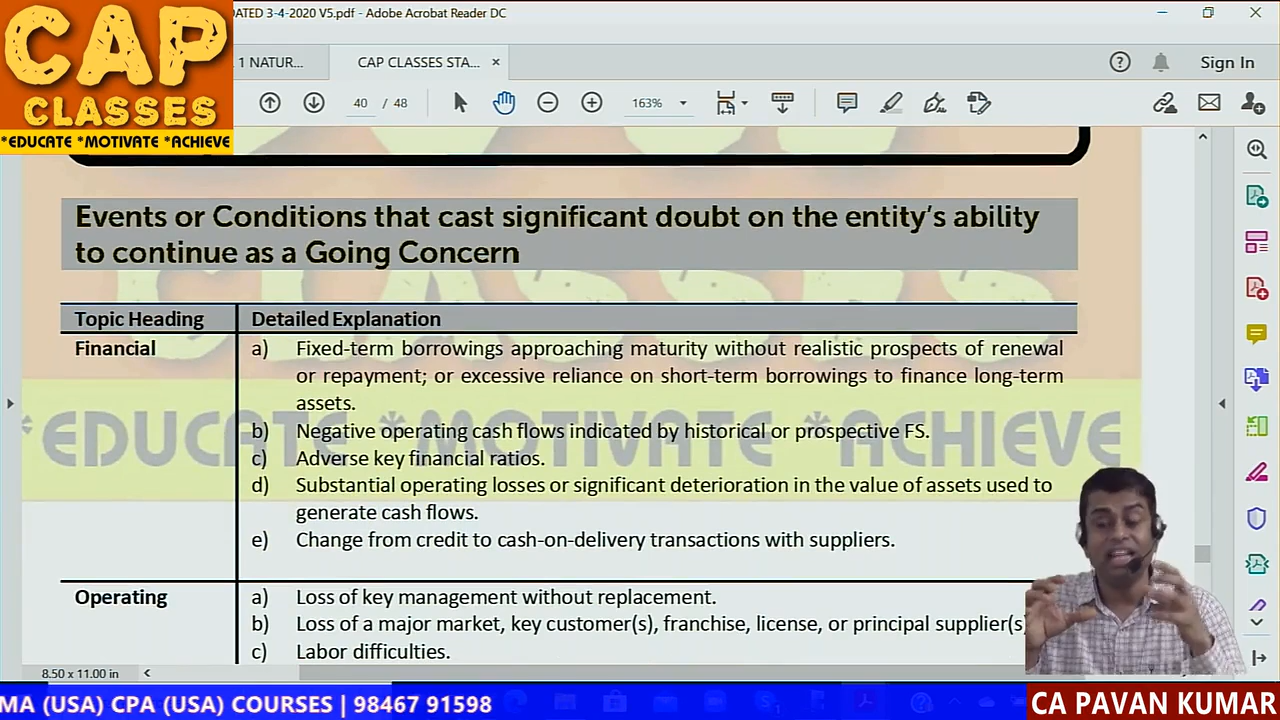 DATED 3-4-2020 V5.pdf - Adobe Acrobat Reader DC
CAP
CLASSES
*EDUCATE *MOTIVATE *ACHIEVE
1 NATUR...
CAP CLASSES STA...
Sign In
40 / 48
163%
Events or Conditions that cast significant doubt on the entity's ability
to continue as a Going Concern
Topic Heading Detailed Explanation
Financial
a) Fixed-term borrowings approaching maturity without realistic prospects of renewal
or repayment; or excessive reliance on short-term borrowings to finance long-term
assets.
b) Negative operating cash flows indicated by historical or prospective FS.
c) Adverse key financial ratios.
d) Substantial operating losses or significant deterioration in the value of assets used to
generate cash flows.
e) Change from credit to cash-on-delivery transactions with suppliers.
Operating
a) Loss of key management without replacement.
b) Loss of a major market, key customer(s), franchise, license, or principal supplier(s)
c) Labor difficulties.
CLASSES
*EDUCATE *MOTIVATE *ACHIEVE
8.50 x 11.00 in
MA (USA) CPA (USA) COURSES | 98467 91598
CA PAVAN KUMAR